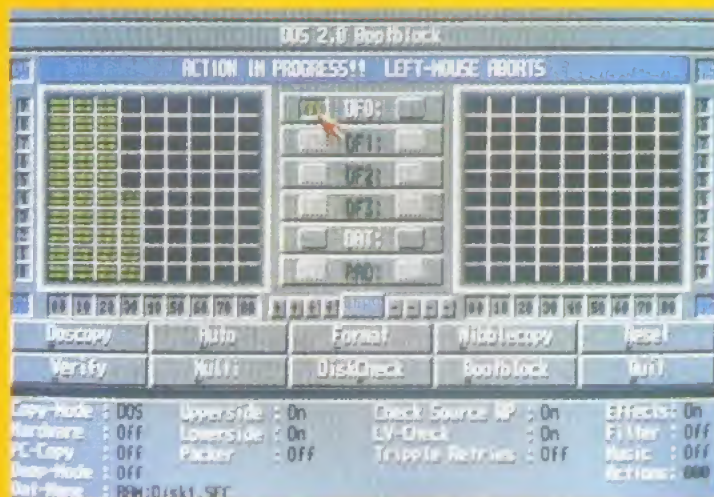 DOS 2.0 Bootblock
ACTION IN PROGRESS!! LEFT-MOUSE ABORTS
DF0:
DF1:
DF2:
DF3:
DAT:
RAD:
00 10 20 30 40 50 60 70 80
00 10 20 30 40 50 60 70 80
Doscopy Auto Format Nibblecopy Reset
Verify Multi DiskCheck Bootblock Quit
Copy-Mode : DOS Upperside : On Check Source WP : On Effects: On
Hardware : Off Lowerside : On LV-Check : On Filter : Off
PC-Copy : Off Packer : Off Tripple Retries : Off Music : Off
Dump-Mode : Off Actions: 000
Dat-Name : RAM:Disk1.SEC